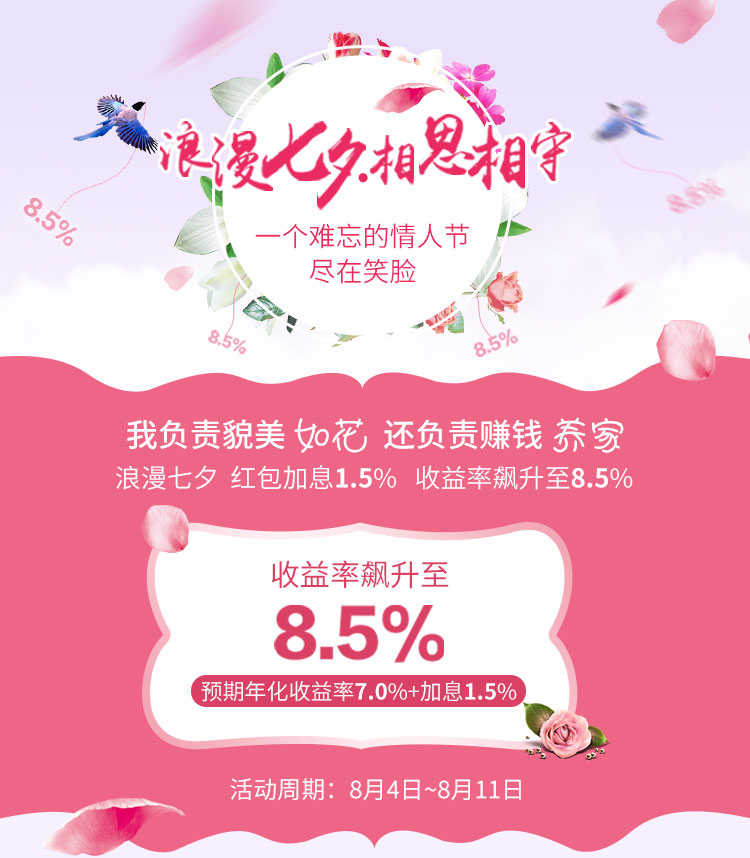 浪漫七夕.相思相守
一个难忘的情人节
尽在笑脸
8.5%
8.5%
8.5%
8.5%
我负责貌美如花 还负责赚钱养家
浪漫七夕 红包加息1.5% 收益率飙升至8.5%
收益率飙升至
8.5%
预期年化收益率7.0%+加息1.5%
活动周期：8月4日~8月11日